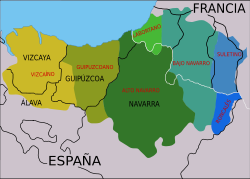 FRANCIA
LABORTANO
VIZCAYA
GUIPUZCOANO
SULETINO
BAJO NAVARRO
VIZCAÍNO
GUIPÚZCOA
ALTO NAVARRO
ÁLAVA
NAVARRA
ESPAÑA